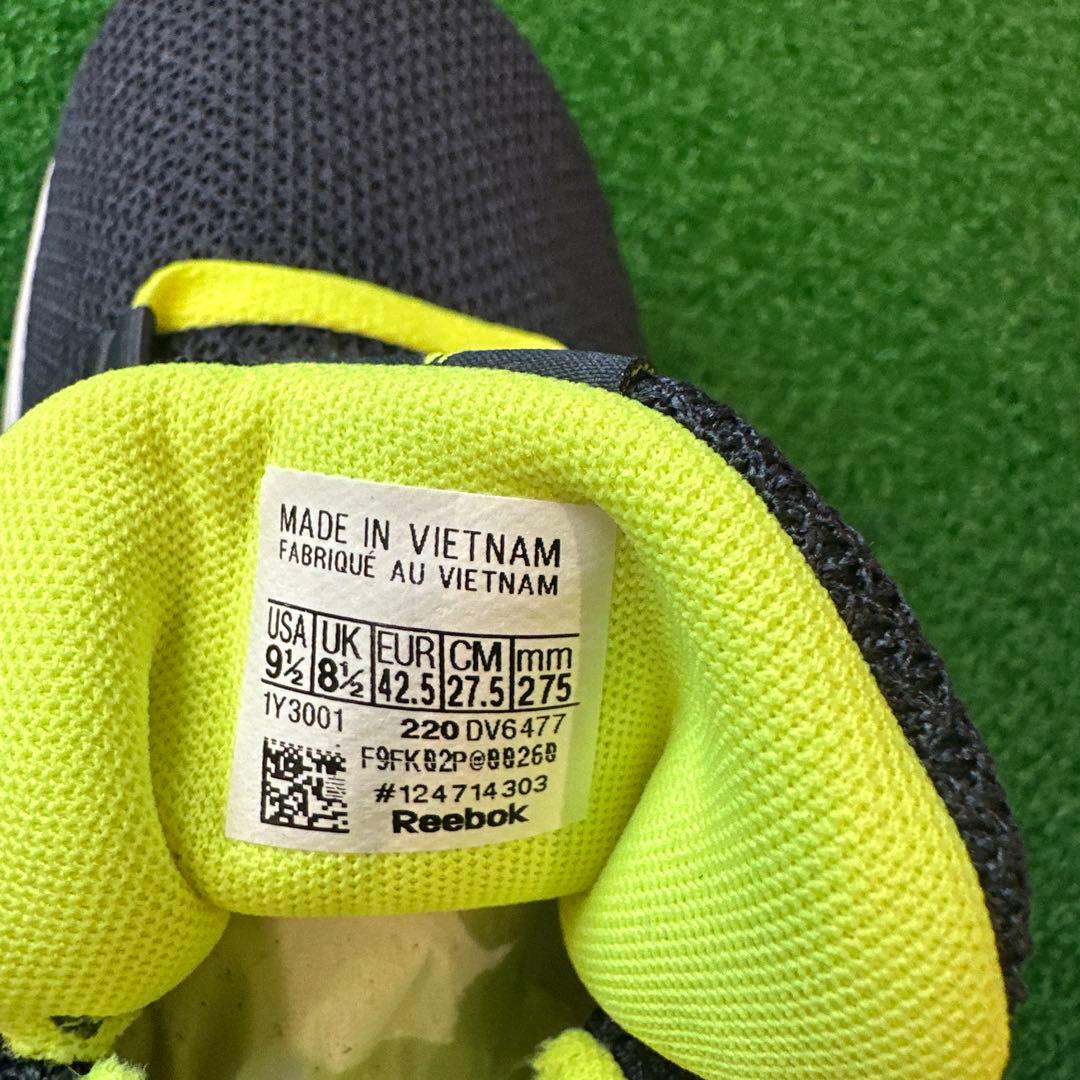 MADE IN VIETNAM
FABRIQUÉ AU VIETNAM
USA UK EUR CM mm
9½ 8½ 42.5 27.5 275
1Y3001 220 DV6477
F9FK02P@00260
#124714303
Reebok